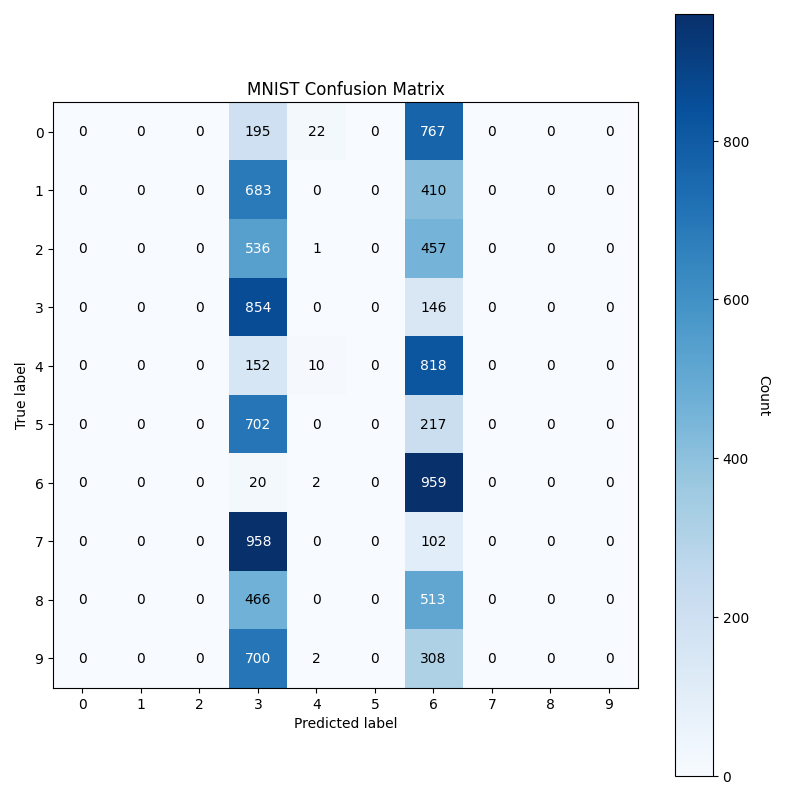 MNIST Confusion Matrix
0 0 0 0 195 22 0 767 0 0 0
1 0 0 0 683 0 0 410 0 0 0
2 0 0 0 536 1 0 457 0 0 0
3 0 0 0 854 0 0 146 0 0 0
4 0 0 0 152 10 0 818 0 0 0
5 0 0 0 702 0 0 217 0 0 0
6 0 0 0 20 2 0 959 0 0 0
7 0 0 0 958 0 0 102 0 0 0
8 0 0 0 466 0 0 513 0 0 0
9 0 0 0 700 2 0 308 0 0 0
0 1 2 3 4 5 6 7 8 9
Predicted label
True label
800
600
400
200
0
Count